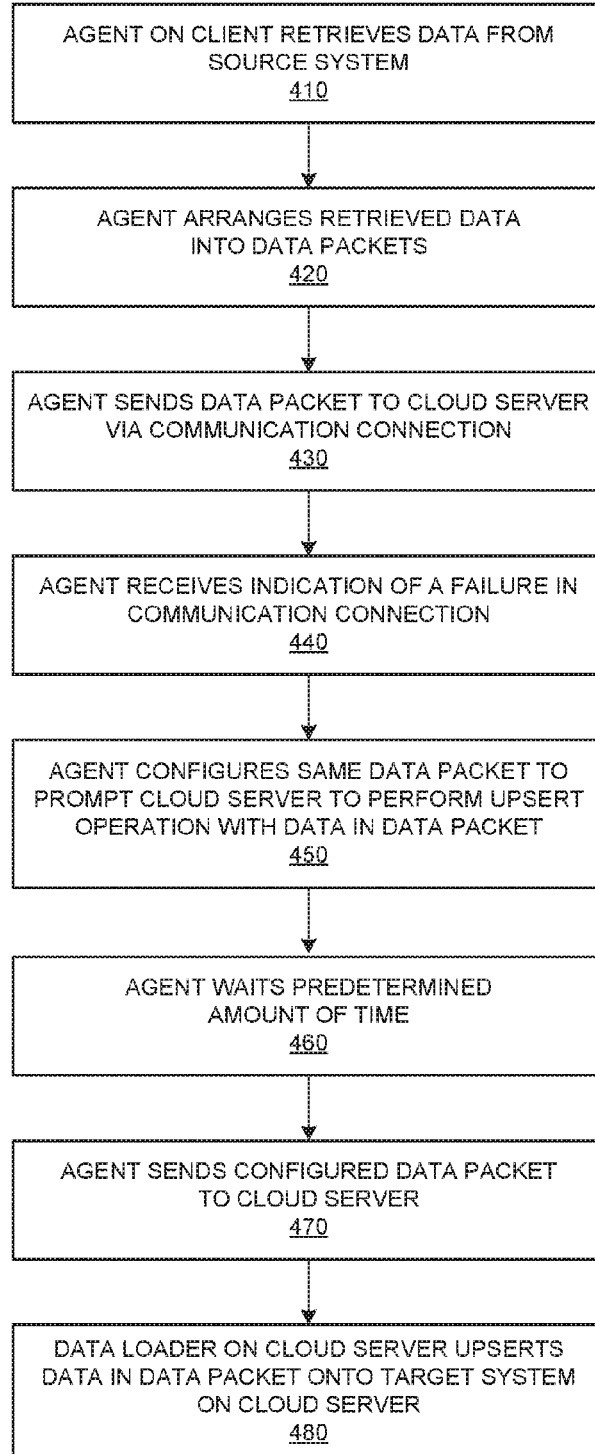 AGENT ON CLIENT RETRIEVES DATA FROM
SOURCE SYSTEM
410
AGENT ARRANGES RETRIEVED DATA
INTO DATA PACKETS
420
AGENT SENDS DATA PACKET TO CLOUD SERVER
VIA COMMUNICATION CONNECTION
430
AGENT RECEIVES INDICATION OF A FAILURE IN
COMMUNICATION CONNECTION
440
AGENT CONFIGURES SAME DATA PACKET TO
PROMPT CLOUD SERVER TO PERFORM UPSERT
OPERATION WITH DATA IN DATA PACKET
450
AGENT WAITS PREDETERMINED
AMOUNT OF TIME
460
AGENT SENDS CONFIGURED DATA PACKET
TO CLOUD SERVER
470
DATA LOADER ON CLOUD SERVER UPSERTS
DATA IN DATA PACKET ONTO TARGET SYSTEM
ON CLOUD SERVER
480